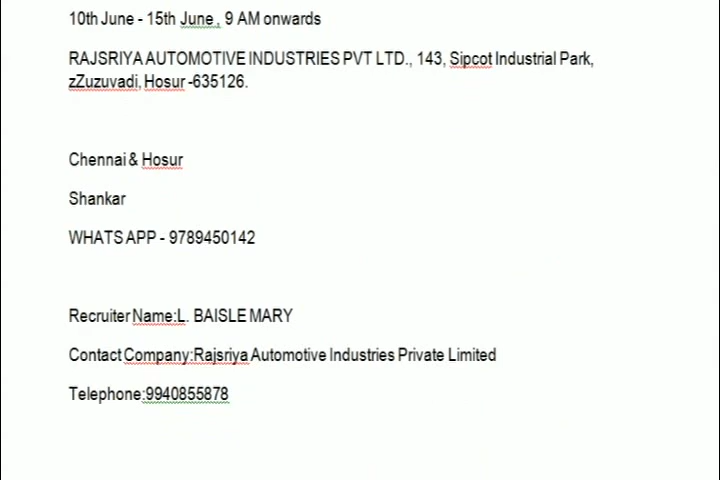 10th June - 15th June , 9 AM onwards
RAJSRIYA AUTOMOTIVE INDUSTRIES PVT LTD., 143, Sipcot Industrial Park,
zZuzuvadi, Hosur -635126.
Chennai & Hosur
Shankar
WHATS APP - 9789450142
Recruiter Name:L. BAISLE MARY
Contact Company:Rajsriya Automotive Industries Private Limited
Telephone:9940855878